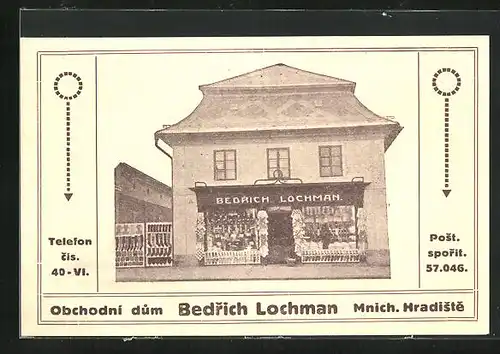 BEDŘICH LOCHMAN.
Telefon
čís.
40-VI.
Pošt.
spořit.
57.046.
Obchodní dům Bedřich Lochman Mnich. Hradiště